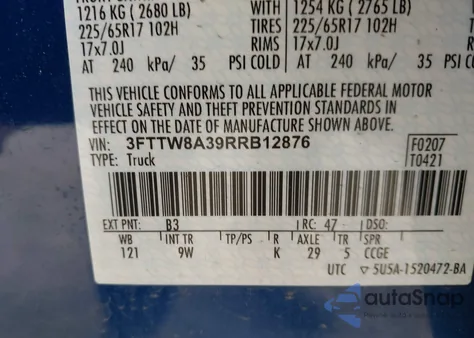 1216 KG ( 2680 LB) WITH 1254 KG ( 2765 LB)
225/65R17 102H TIRES 225/65R17 102H
17x7.0J RIMS 17x7.0J
AT 240 kPa/ 35 PSI COLD AT 240 kPa/ 35 PSI
THIS VEHICLE CONFORMS TO ALL APPLICABLE FEDERAL MOTOR
VEHICLE SAFETY AND THEFT PREVENTION STANDARDS IN
EFFECT ON THE DATE OF MANUFACTURE SHOWN ABOVE.
VIN: 3FTTW8A39RRB12876 F0207
TYPE: Truck T0421
EXT PNT: B3 RC: 47 DSO:
WB INT TR TP/PS R AXLE TR SPR
121 9W K 29 5 CCGE
UTC 5U5A-1520472-BA
autoSnap